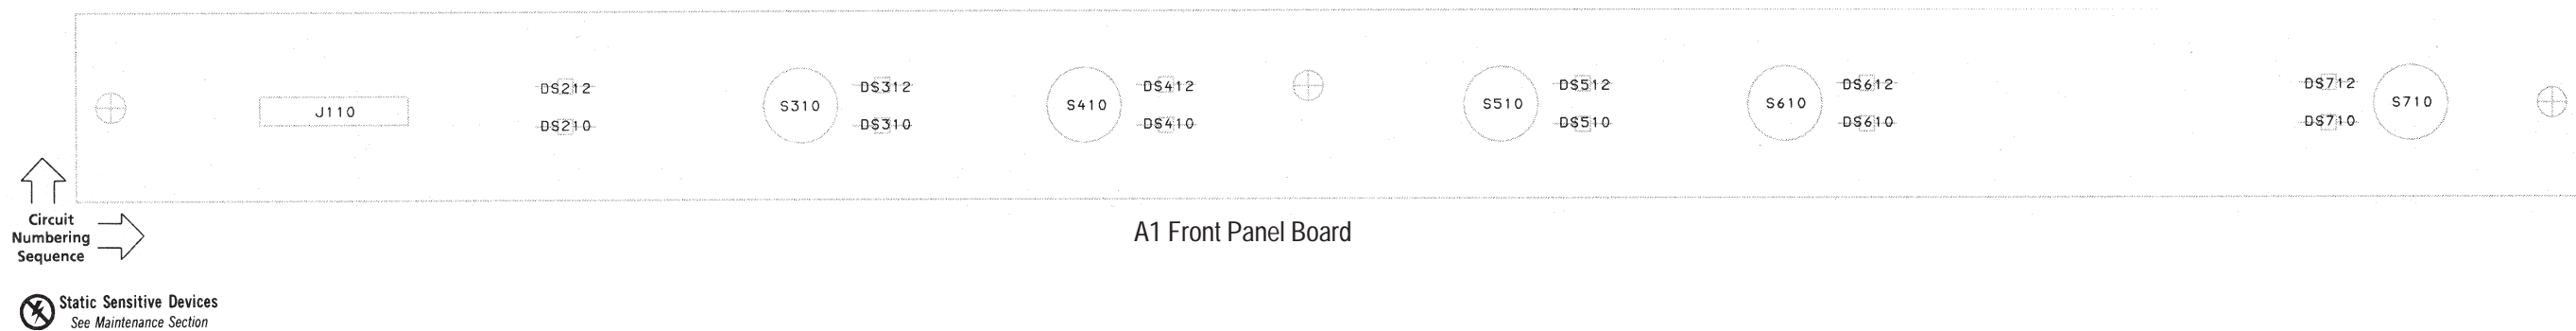 DS212
DS210
J110
S310
DS312
DS310
S410
DS412
DS410
S510
DS512
DS510
S610
DS612
DS610
DS712
DS710
S710
Circuit
Numbering
Sequence
A1 Front Panel Board
Static Sensitive Devices
See Maintenance Section